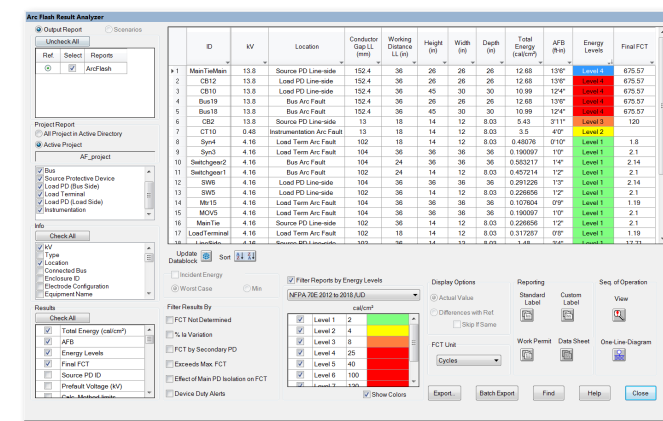 Arc Flash Result Analyzer
Output Report Scenarios
Uncheck All
Ref. Select Reports
ArcFlash
Project Report
All Project in Active Directory
Active Project
AF_project
Bus
Source Protective Device
Load PD (Bus Side)
Load Terminal
Load PD (Load Side)
Instrumentation
Info
Check All
kV
Type
Location
Connected Bus
Enclosure ID
Electrode Configuration
Equipment Name
Results
Check All
Total Energy (cal/cm²)
AFB
Energy Levels
Final FCT
Source PD ID
Prefault Voltage (kV)
Calc. Method limits
ID kV Location Conductor Gap LL (mm) Working Distance LL (in) Height (in) Width (in) Depth (in) Total Energy (cal/cm²) AFB (ft-in) Energy Levels Final FCT
1 MainTieMain 13.8 Source PD Line-side 152.4 36 26 26 26 12.68 13'6" Level 4 675.57
2 CB12 13.8 Load PD Line-side 152.4 36 26 26 26 12.68 13'6" Level 4 675.57
3 CB10 13.8 Load PD Line-side 152.4 36 45 30 30 10.99 12'4" Level 4 675.57
4 Bus19 13.8 Bus Arc Fault 152.4 36 26 26 26 12.68 13'6" Level 4 675.57
5 Bus18 13.8 Bus Arc Fault 152.4 36 45 30 30 10.99 12'4" Level 4 675.57
6 CB2 13.8 Source PD Line-side 13 18 14 12 8.03 5.43 3'11" Level 3 120
7 CT10 0.48 Instrumentation Arc Fault 13 18 14 12 8.03 3.5 4'0" Level 2
8 Syn4 4.16 Load Term Arc Fault 102 18 14 12 8.03 0.48076 0'10" Level 1 1.8
9 Syn3 4.16 Load Term Arc Fault 104 36 36 36 36 0.190097 1'0" Level 1 2.1
10 Switchgear2 4.16 Bus Arc Fault 104 24 36 36 36 0.583217 1'4" Level 1 2.14
11 Switchgear1 4.16 Bus Arc Fault 104 24 36 14 12 8.03 0.457214 1'2" Level 1 2.1
12 SW6 4.16 Load PD Line-side 104 36 36 36 36 0.291226 1'3" Level 1 2.14
13 SW5 4.16 Load PD Line-side 104 36 36 14 12 8.03 0.226656 1'2" Level 1 2.1
14 Mtr15 4.16 Load Term Arc Fault 104 36 36 36 36 0.107604 0'9" Level 1 1.19
15 MOV5 4.16 Load Term Arc Fault 104 36 36 36 36 0.190097 1'0" Level 1 2.1
16 MainTie 4.16 Source PD Line-side 102 36 14 12 8.03 0.226656 1'2" Level 1 2.1
17 LoadTerminal 4.16 Load Term Arc Fault 102 18 14 12 8.03 0.317287 0'8" Level 1 1.19
Update Datablock Sort
Incident Energy
Worst Case Min
Filter Results By
FCT Not Determined
% Ia Variation
FCT by Secondary PD
Exceeds Max. FCT
Effect of Main PD Isolation on FCT
Device Duty Alerts
Filter Reports by Energy Levels
NFPA 70E 2012 to 2018,IUD
cal/cm²
Level 1 2
Level 2 4
Level 3 8
Level 4 25
Level 5 40
Level 6 100
Level 7 120
Show Colors
Display Options
Actual Value
Differences with Ref.
Skip if Same
FCT Unit
Cycles
Reporting
Standard Label Custom Label
Work Permit Data Sheet
Seq. of Operation
View
One-Line-Diagram
Export.. Batch Export Find Help Close